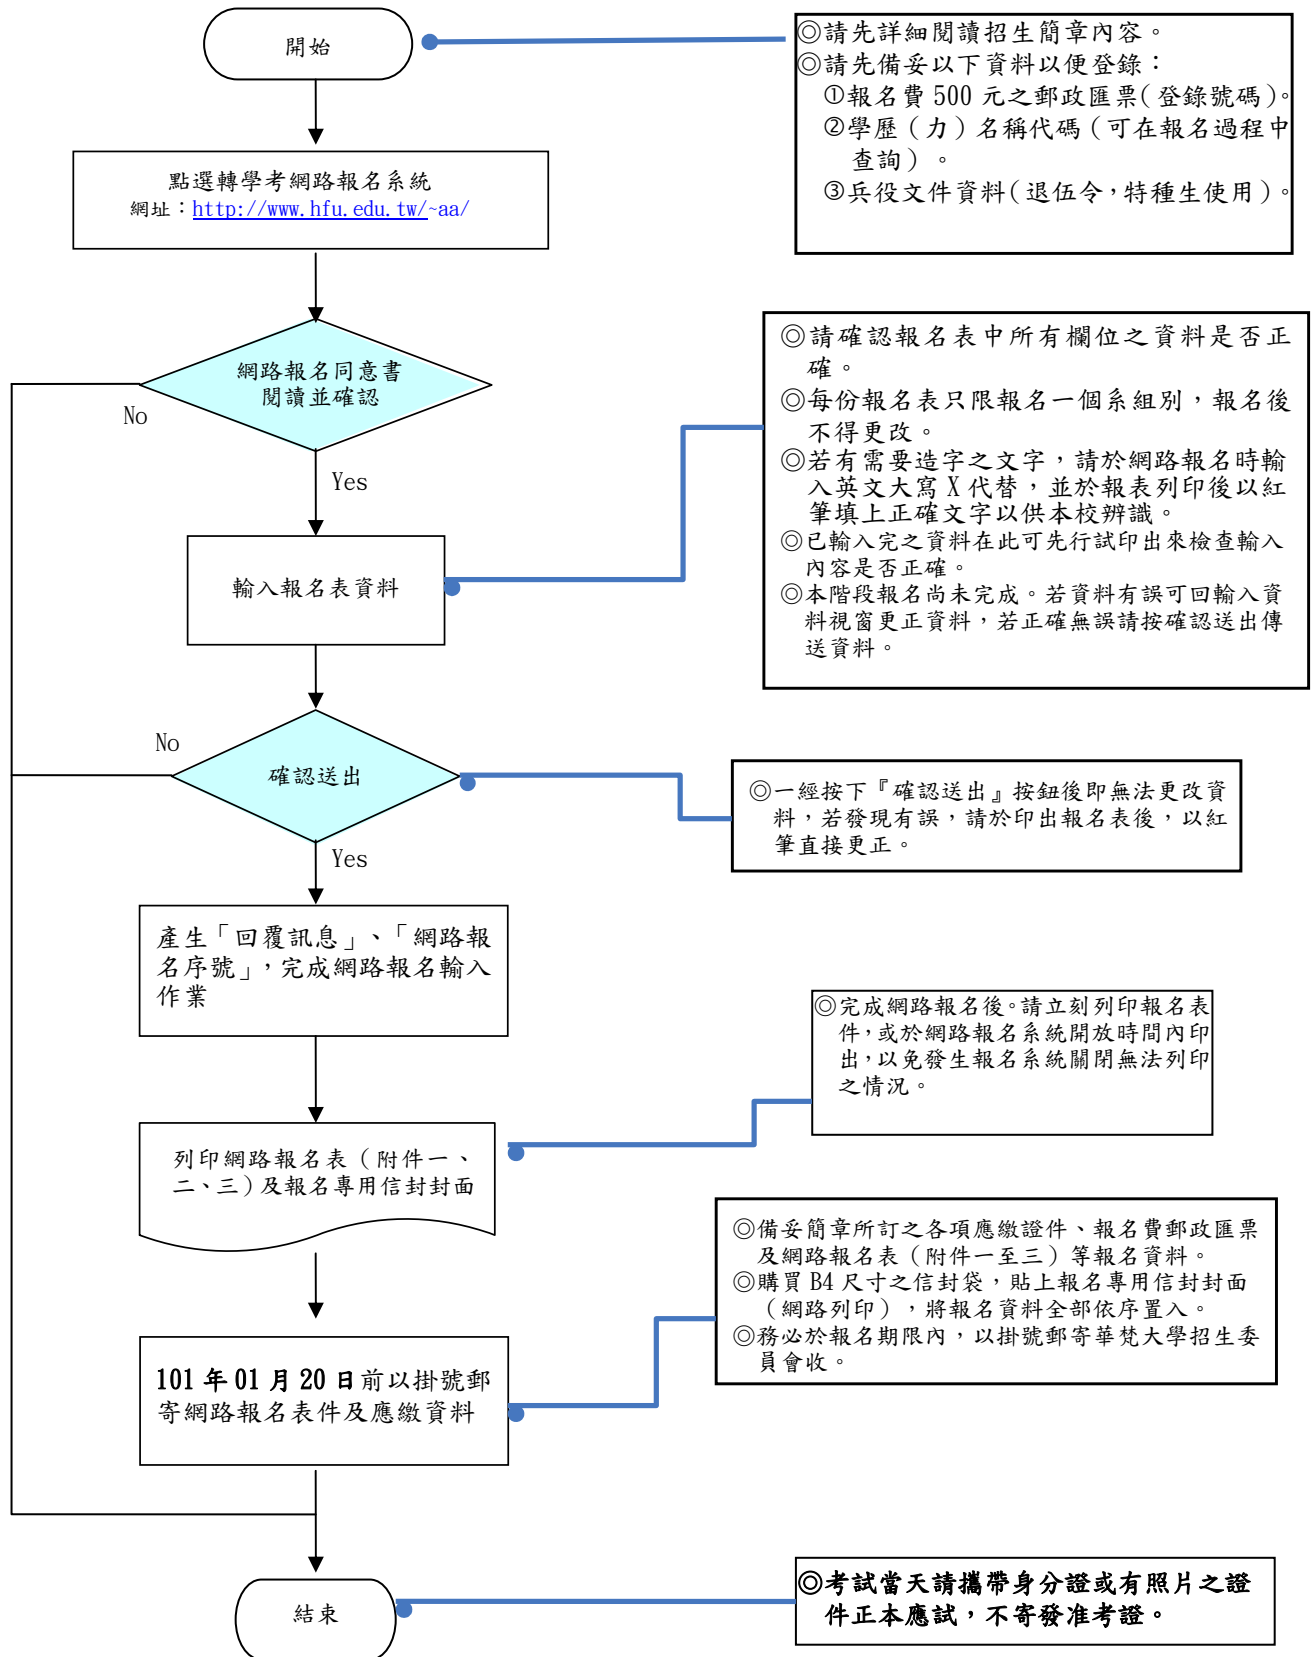 開始
◎請先詳細閱讀招生簡章內容。
◎請先備妥以下資料以便登錄：
①報名費 500 元之郵政匯票(登錄號碼)。
②學歷（力）名稱代碼（可在報名過程中
查詢）。
③兵役文件資料(退伍令，特種生使用)。
點選轉學考網路報名系統
網址：http://www.hfu.edu.tw/~aa/
網路報名同意書
閱讀並確認
No
Yes
◎請確認報名表中所有欄位之資料是否正
確。
◎每份報名表只限報名一個系組別，報名後
不得更改。
◎若有需要造字之文字，請於網路報名時輸
入英文大寫 X 代替，並於報表列印後以紅
筆填上正確文字以供本校辨識。
◎已輸入完之資料在此可先行試印出來檢查輸入
內容是否正確。
◎本階段報名尚未完成。若資料有誤可回輸入資
料視窗更正資料，若正確無誤請按確認送出傳
送資料。
輸入報名表資料
No
確認送出
Yes
◎一經按下『確認送出』按鈕後即無法更改資
料，若發現有誤，請於印出報名表後，以紅
筆直接更正。
產生「回覆訊息」、「網路報
名序號」，完成網路報名輸入
作業
◎完成網路報名後。請立刻列印報名表
件，或於網路報名系統開放時間內印
出，以免發生報名系統關閉無法列印
之情況。
列印網路報名表（附件一、
二、三）及報名專用信封封面
◎備妥簡章所訂之各項應繳證件、報名費郵政匯票
及網路報名表（附件一至三）等報名資料。
◎購買 B4 尺寸之信封袋，貼上報名專用信封封面
（網路列印），將報名資料全部依序置入。
◎務必於報名期限內，以掛號郵寄華梵大學招生委
員會收。
101 年 01 月 20 日前以掛號郵
寄網路報名表件及應繳資料
結束
◎考試當天請攜帶身分證或有照片之證
件正本應試，不寄發准考證。